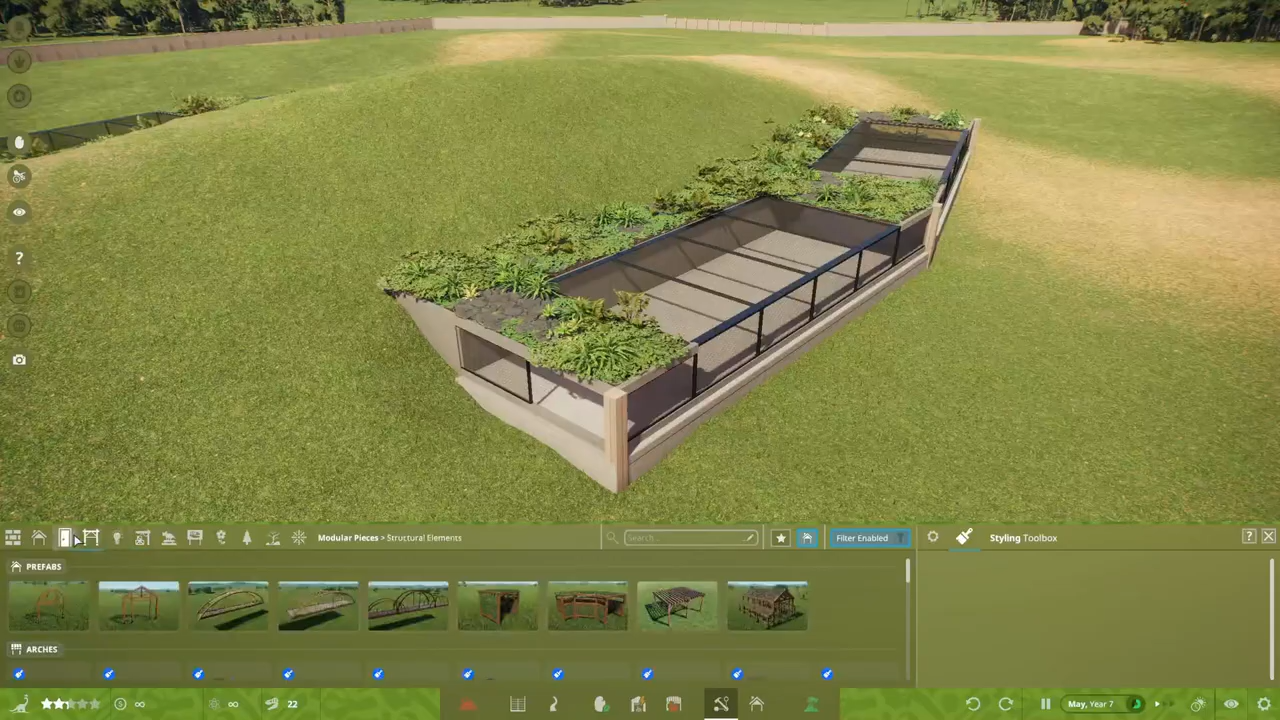 ?
Modular Pieces > Structural Elements
Search...
Filter Enabled
Styling Toolbox
?
PREFABS
ARCHES
∞
∞
22
May, Year 7